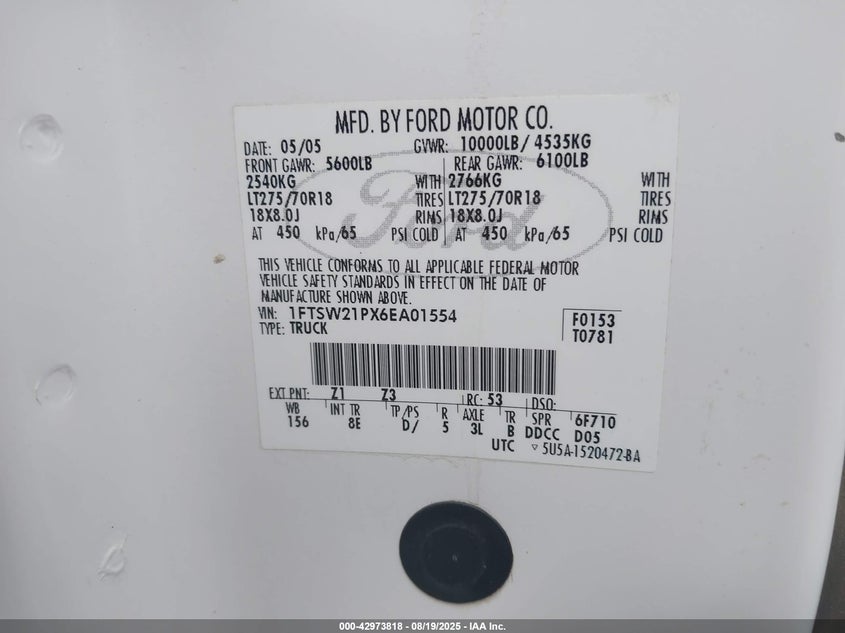 MFD. BY FORD MOTOR CO.
DATE: 05/05 GVWR: 10000LB/ 4535KG
FRONT GAWR: 5600LB REAR GAWR: 6100LB
2540KG WITH 2766KG WITH
LT275/70R18 TIRES LT275/70R18 TIRES
18X8.0J RIMS 18X8.0J RIMS
AT 450 kPa/65 PSI COLD AT 450 kPa/65 PSI COLD
Ford
THIS VEHICLE CONFORMS TO ALL APPLICABLE FEDERAL MOTOR
VEHICLE SAFETY STANDARDS IN EFFECT ON THE DATE OF
MANUFACTURE SHOWN ABOVE.
VIN: 1FTSW21PX6EA01554 F0153
TYPE: TRUCK T0781
EXT PNT: Z1 Z3 RC: 53 DSO:
WB INT TR TP/PS R AXLE TR SPR 6F710
156 8E D/ 5 3L B DDCC D05
UTC ▽ 5U5A-1520472-BA
000-42973818 - 08/19/2025 - IAA Inc.